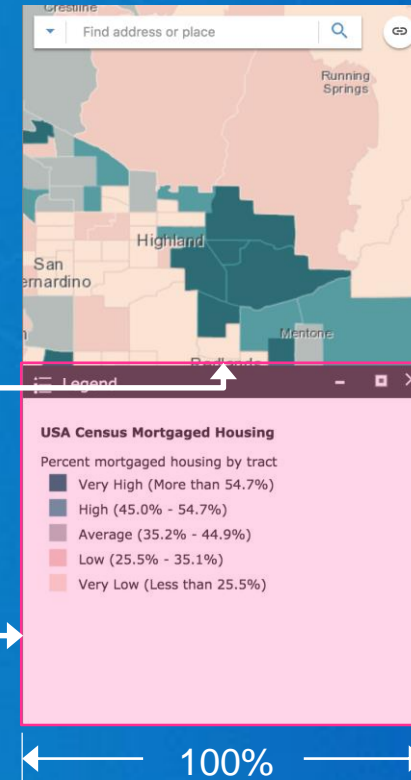 Crestline
Find address or place
Running
Springs
Highland
San
ernardino
Mentone
Redlands
Legend
USA Census Mortgaged Housing
Percent mortgaged housing by tract
Very High (More than 54.7%)
High (45.0% - 54.7%)
Average (35.2% - 44.9%)
Low (25.5% - 35.1%)
Very Low (Less than 25.5%)
100%